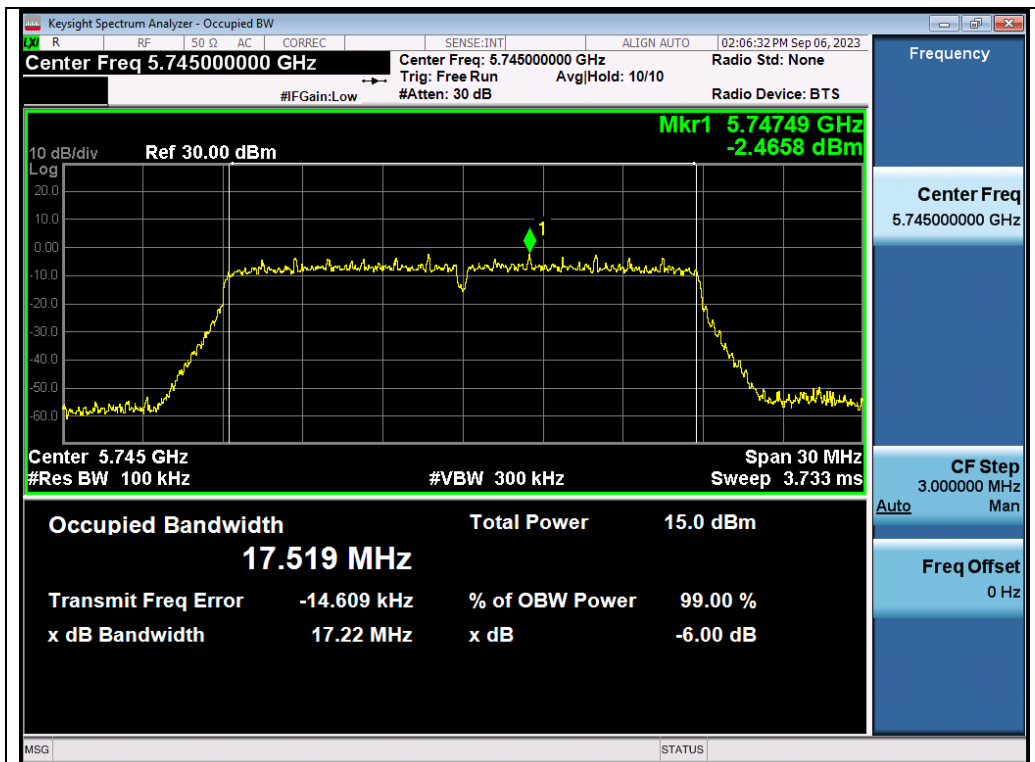 Keysight Spectrum Analyzer - Occupied BW
LXI R RF 50 Ω AC CORREC SENSE:INT ALIGN AUTO 02:06:32 PM Sep 06, 2023
Center Freq 5.745000000 GHz
Center Freq: 5.745000000 GHz
Radio Std: None
Trig: Free Run Avg|Hold: 10/10
#IFGain:Low
#Atten: 30 dB
Radio Device: BTS
Mkr1 5.74749 GHz
-2.4658 dBm
10 dB/div Ref 30.00 dBm
Log
20.0
10.0
0.00
-10.0
-20.0
-30.0
-40.0
-50.0
-60.0
1
Center 5.745 GHz Span 30 MHz
#Res BW 100 kHz #VBW 300 kHz Sweep 3.733 ms
Occupied Bandwidth Total Power 15.0 dBm
17.519 MHz
Transmit Freq Error -14.609 kHz % of OBW Power 99.00 %
x dB Bandwidth 17.22 MHz x dB -6.00 dB
Frequency
Center Freq
5.745000000 GHz
CF Step
3.000000 MHz
Auto Man
Freq Offset
0 Hz
MSG STATUS